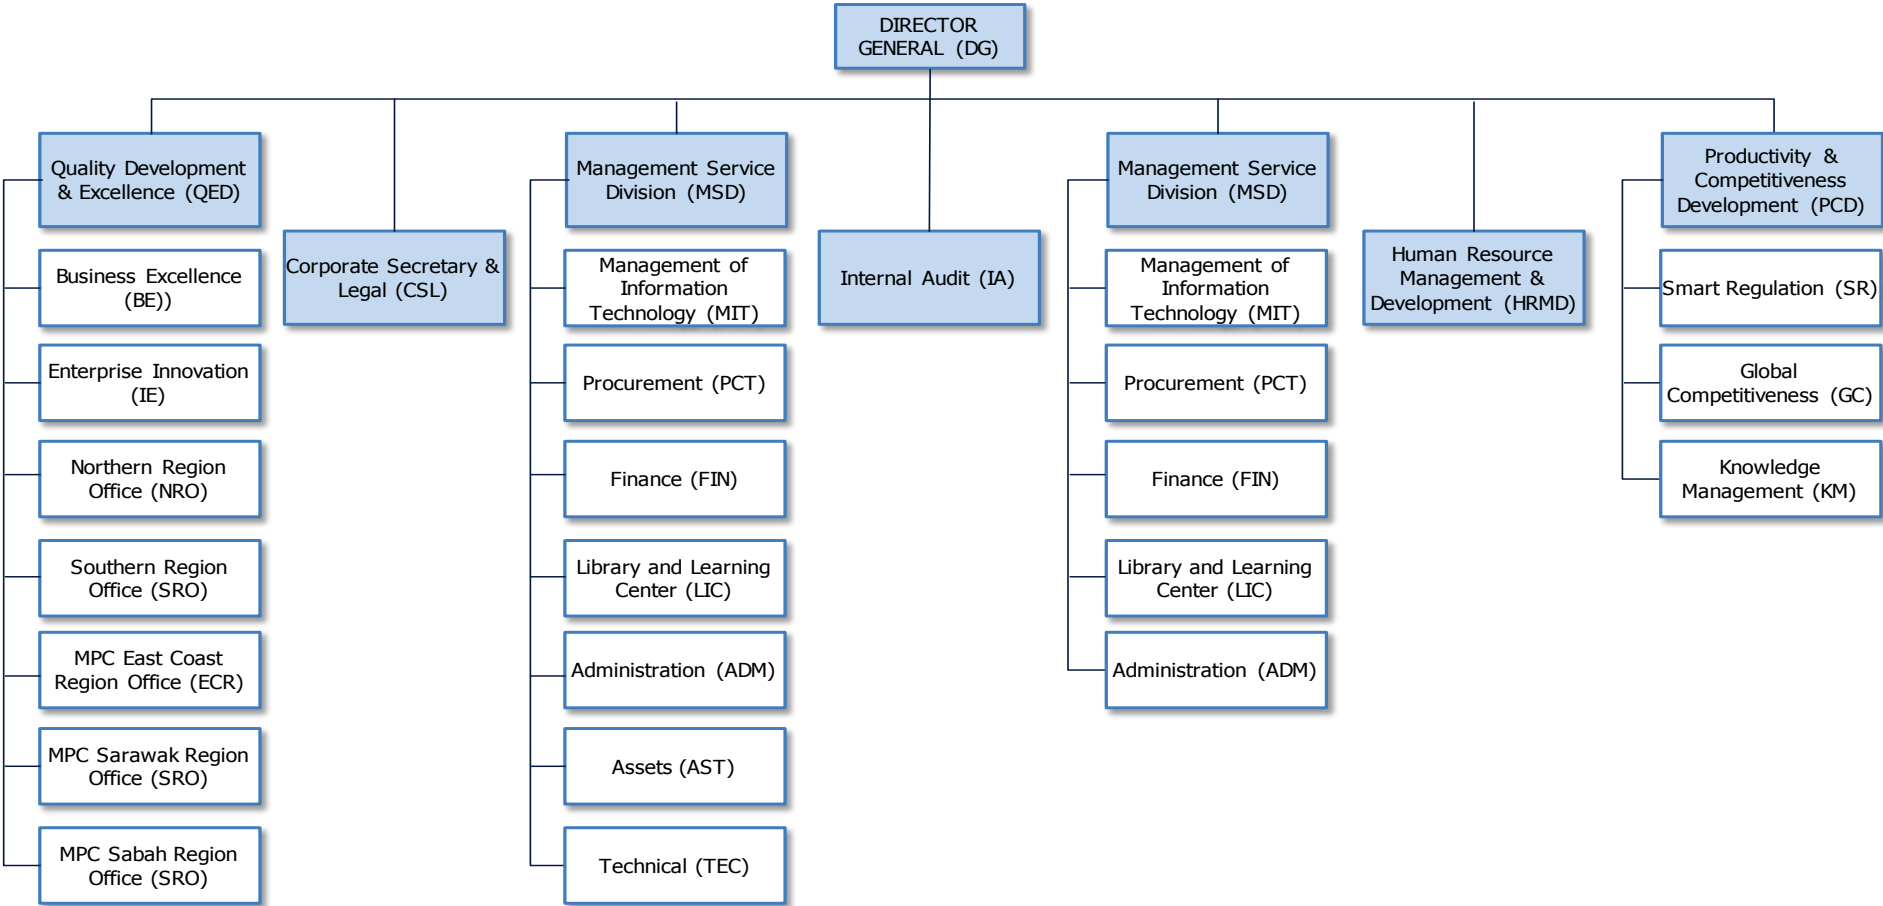 DIRECTOR
GENERAL (DG)
Quality Development
& Excellence (QED)
Business Excellence
(BE))
Enterprise Innovation
(IE)
Northern Region
Office (NRO)
Southern Region
Office (SRO)
MPC East Coast
Region Office (ECR)
MPC Sarawak Region
Office (SRO)
MPC Sabah Region
Office (SRO)
Corporate Secretary &
Legal (CSL)
Management Service
Division (MSD)
Management of
Information
Technology (MIT)
Procurement (PCT)
Finance (FIN)
Library and Learning
Center (LIC)
Administration (ADM)
Assets (AST)
Technical (TEC)
Internal Audit (IA)
Management Service
Division (MSD)
Management of
Information
Technology (MIT)
Procurement (PCT)
Finance (FIN)
Library and Learning
Center (LIC)
Administration (ADM)
Human Resource
Management &
Development (HRMD)
Productivity &
Competitiveness
Development (PCD)
Smart Regulation (SR)
Global
Competitiveness (GC)
Knowledge
Management (KM)